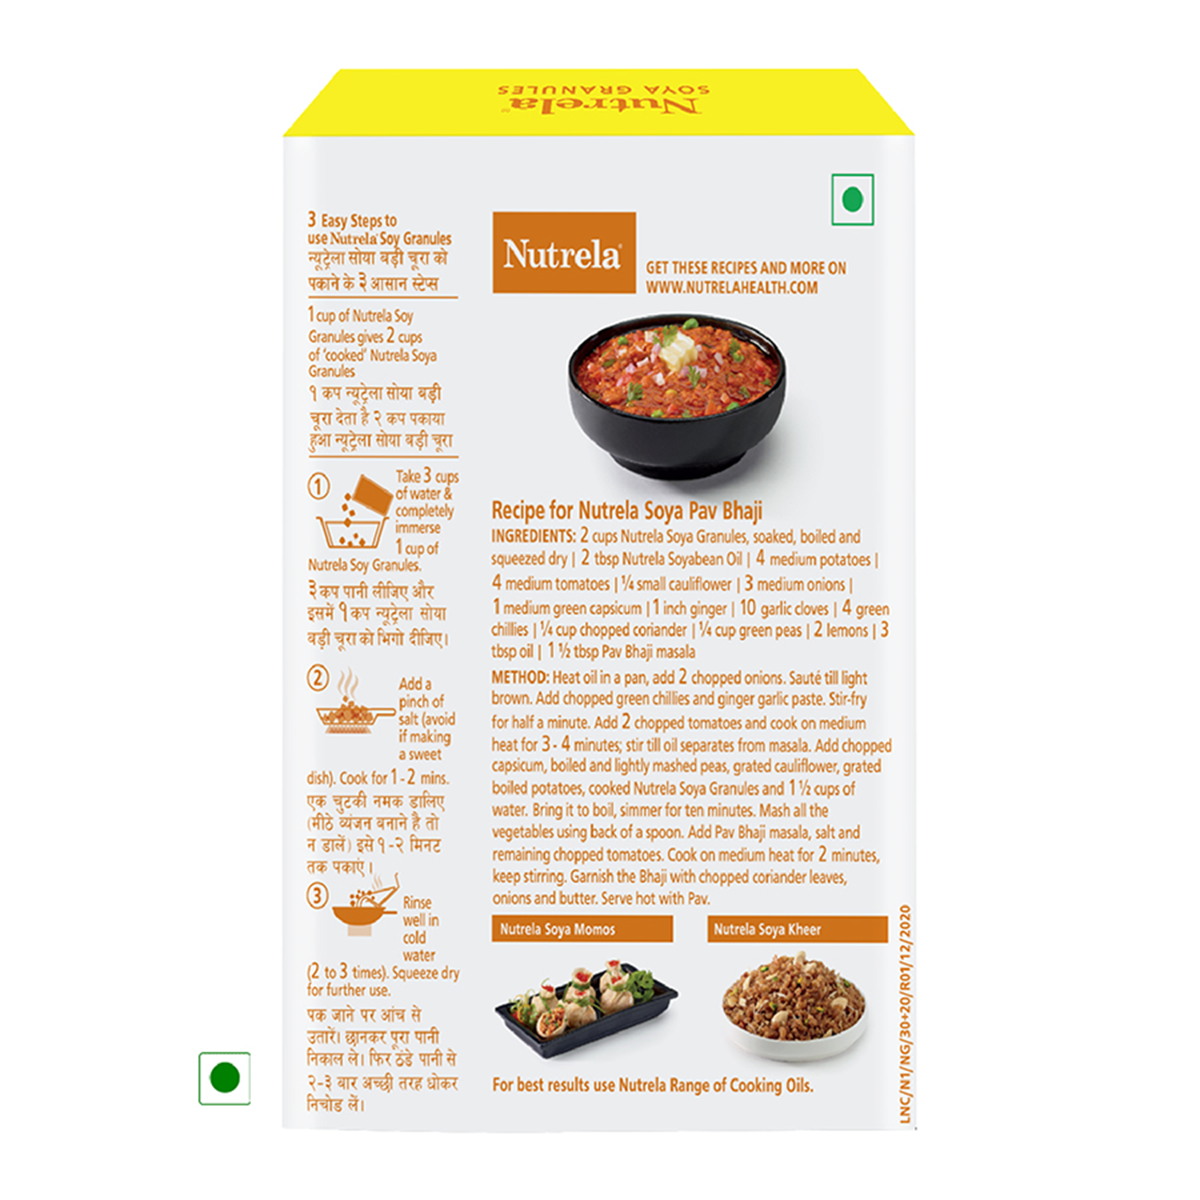 Nutrela®
SOYA GRANULES
3 Easy Steps to
use Nutrela® Soy Granules
न्यूट्रेला सोया बड़ी चूरा को
पकाने के ३ आसान स्टेप्स
1 cup of Nutrela Soy
Granules gives 2 cups
of 'cooked' Nutrela Soya
Granules
१ कप न्यूट्रेला सोया बड़ी
चूरा देता है २ कप पकाया
हुआ न्यूट्रेला सोया बड़ी चूरा
1
Take 3 cups
of water &
completely
immerse
1 cup of
Nutrela Soy Granules.
३ कप पानी लीजिए और
इसमें १ कप न्यूट्रेला सोया
बड़ी चूरा को भिगो दीजिए।
2
Add a
pinch of
salt (avoid
if making
a sweet
dish). Cook for 1-2 mins.
एक चुटकी नमक डालिए
(मीठे व्यंजन बनाने है तो
न डालें) इसे १-२ मिनट
तक पकाएं।
3
Rinse
well in
cold
water
(2 to 3 times). Squeeze dry
for further use.
पक जाने पर आंच से
उतारें। छानकर पूरा पानी
निकाल ले। फिर ठंडे पानी से
२-३ बार अच्छी तरह धोकर
निचोड लें।
Nutrela®
GET THESE RECIPES AND MORE ON
WWW.NUTRELAHEALTH.COM
Recipe for Nutrela Soya Pav Bhaji
INGREDIENTS: 2 cups Nutrela Soya Granules, soaked, boiled and
squeezed dry | 2 tbsp Nutrela Soyabean Oil | 4 medium potatoes |
4 medium tomatoes | ¼ small cauliflower | 3 medium onions |
1 medium green capsicum | 1 inch ginger | 10 garlic cloves | 4 green
chillies | ¼ cup chopped coriander | ¼ cup green peas | 2 lemons | 3
tbsp oil | 1 ½ tbsp Pav Bhaji masala
METHOD: Heat oil in a pan, add 2 chopped onions. Sauté till light
brown. Add chopped green chillies and ginger garlic paste. Stir-fry
for half a minute. Add 2 chopped tomatoes and cook on medium
heat for 3- 4 minutes; stir till oil separates from masala. Add chopped
capsicum, boiled and lightly mashed peas, grated cauliflower, grated
boiled potatoes, cooked Nutrela Soya Granules and 1 ½ cups of
water. Bring it to boil, simmer for ten minutes. Mash all the
vegetables using back of a spoon. Add Pav Bhaji masala, salt and
remaining chopped tomatoes. Cook on medium heat for 2 minutes,
keep stirring. Garnish the Bhaji with chopped coriander leaves,
onions and butter. Serve hot with Pav.
Nutrela Soya Momos
Nutrela Soya Kheer
For best results use Nutrela Range of Cooking Oils.
LNC/N1/NG/30+20/R01/12/2020